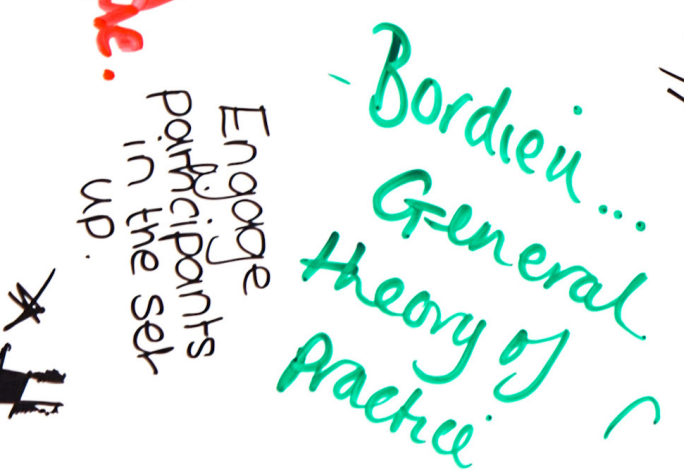 - Bordieu...
General
theory of
practice
Engage
participants
in the set
up.